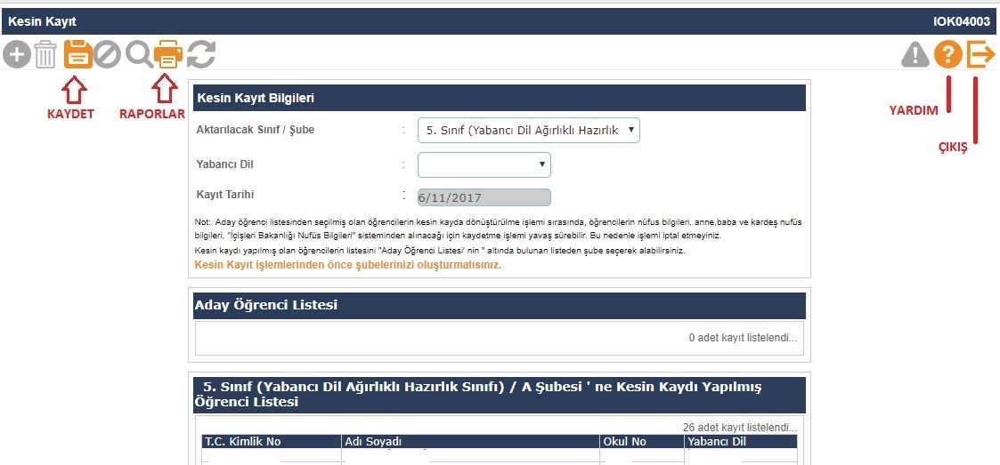 Kesin Kayıt
IOK04003
KAYDET
RAPORLAR
YARDIM
ÇIKIŞ
Kesin Kayıt Bilgileri
Aktarılacak Sınıf / Şube : 5. Sınıf (Yabancı Dil Ağırlıklı Hazırlık
Yabancı Dil :
Kayıt Tarihi : 6/11/2017
Not: Aday öğrenci listesinden seçilmiş olan öğrencilerin kesin kayda dönüştürülme işlemi sırasında, öğrencilerin nüfus bilgileri, anne,baba ve kardeş nufüs
bilgileri, "İçişleri Bakanlığı Nufüs Bilgileri" sisteminden alınacağı için kaydetme işlemi yavaş sürebilir. Bu nedenle işlemi iptal etmeyiniz.
Kesin kaydı yapılmış olan öğrencilerin listesini "Aday Öğrenci Listesi' nin " altında bulunan listeden şube seçerek alabilirsiniz.
Kesin Kayıt işlemlerinden önce şubelerinizi oluşturmalısınız.
Aday Öğrenci Listesi
0 adet kayıt listelendi...
5. Sınıf (Yabancı Dil Ağırlıklı Hazırlık Sınıfı) / A Şubesi ' ne Kesin Kaydı Yapılmış
Öğrenci Listesi
26 adet kayıt listelendi...
T.C. Kimlik No Adı Soyadı Okul No Yabancı Dil